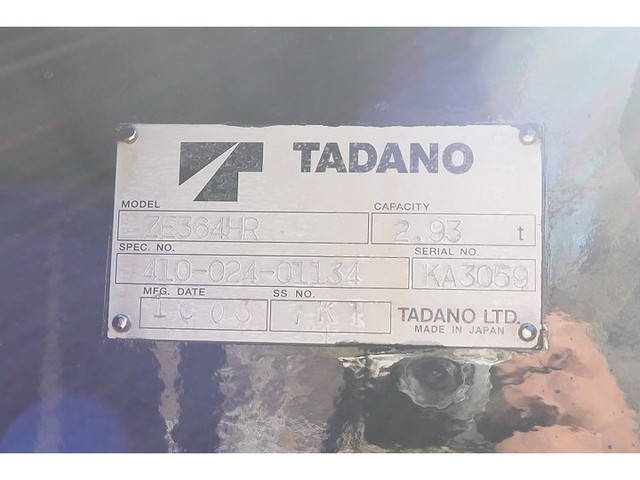 TADANO
MODEL CAPACITY
ZE364HR 2.93 t
SPEC. NO. SERIAL NO.
410-024-01134 KA3059
MFG. DATE SS NO.
TADANO LTD.
MADE IN JAPAN